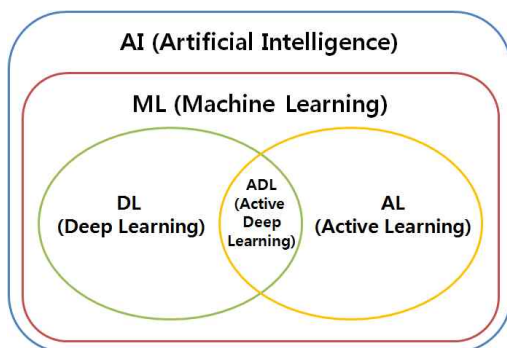 AI (Artificial Intelligence)
ML (Machine Learning)
DL
(Deep Learning)
ADL
(Active
Deep
Learning)
AL
(Active Learning)